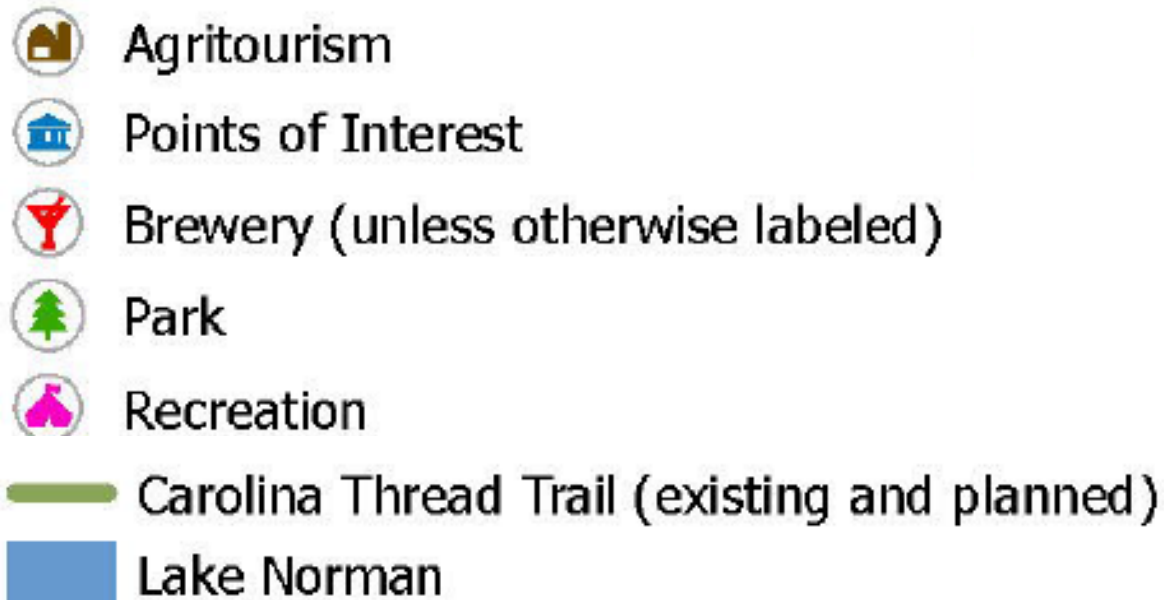 Agritourism
Points of Interest
Brewery (unless otherwise labeled)
Park
Recreation
Carolina Thread Trail (existing and planned)
Lake Norman